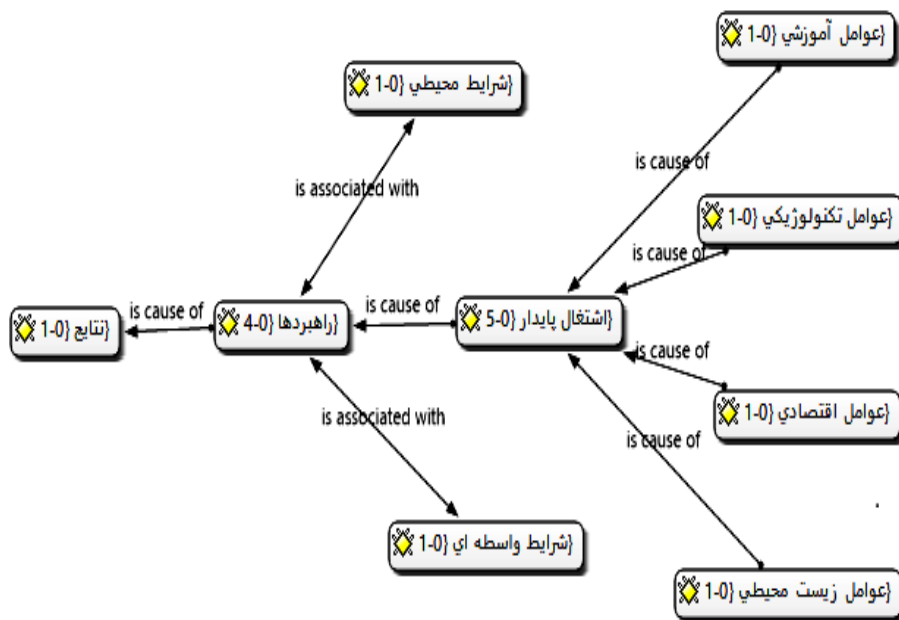 عوامل آموزشي {0-1}
شرايط محيطي {0-1}
is cause of
is associated with
عوامل تکنولوژيکي {0-1}
is cause of
نتايج {0-1}
is cause of
راهبردها {0-4}
is cause of
اشتغال پايدار {0-5}
is cause of
عوامل اقتصادي {0-1}
is associated with
is cause of
شرايط واسطه اي {0-1}
عوامل زيست محيطي {0-1}